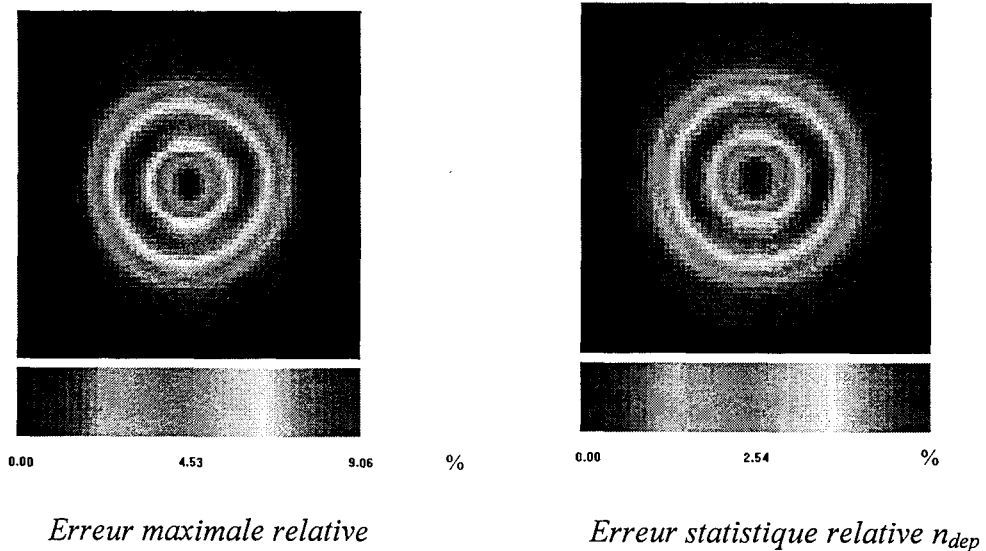 0.00 4.53 9.06 %
0.00 2.54 %
Erreur maximale relative
Erreur statistique relative n_dep